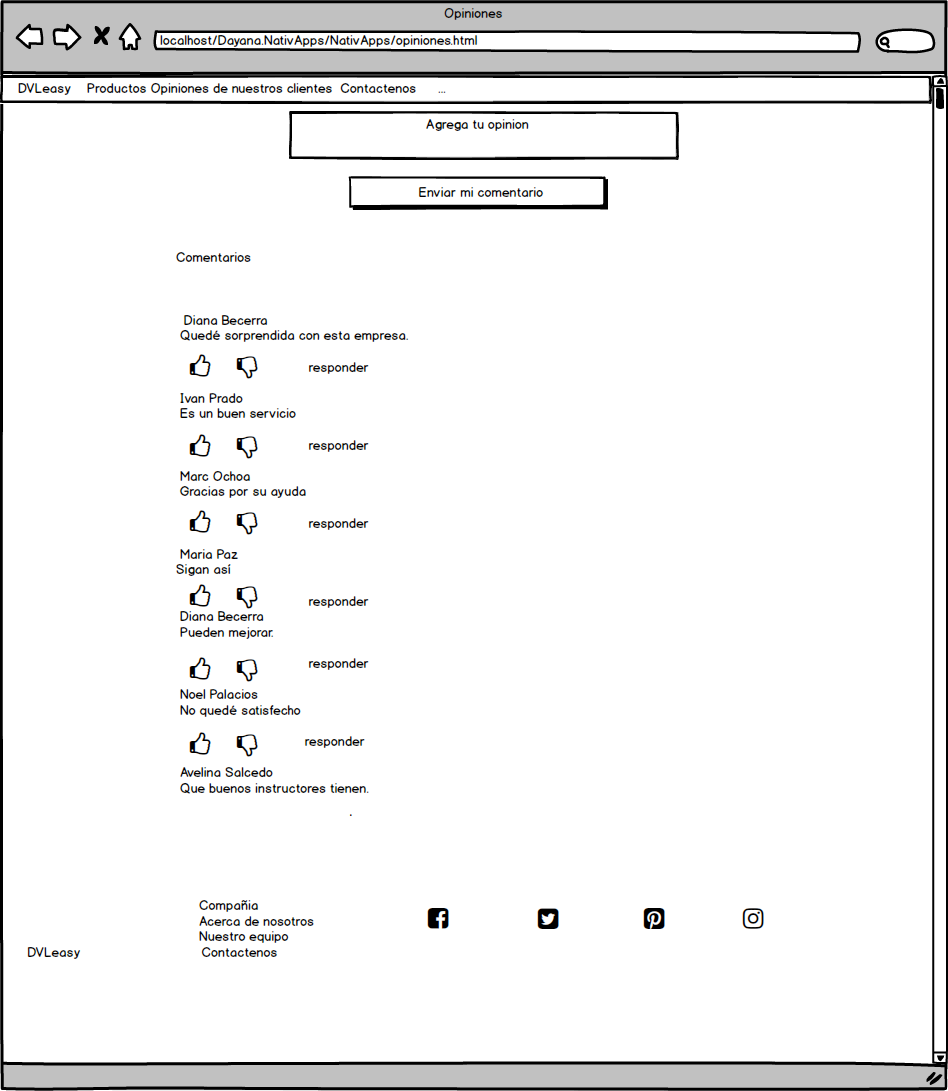 Opiniones
localhost/Dayana.NativApps/NativApps/opiniones.html
DVLeasy Productos Opiniones de nuestros clientes Contactenos ...
Agrega tu opinion
Enviar mi comentario
Comentarios
Diana Becerra
Quedé sorprendida con esta empresa.
responder
Ivan Prado
Es un buen servicio
responder
Marc Ochoa
Gracias por su ayuda
responder
Maria Paz
Sigan así
responder
Diana Becerra
Pueden mejorar.
responder
Noel Palacios
No quedé satisfecho
responder
Avelina Salcedo
Que buenos instructores tienen.
.
Compañia
Acerca de nosotros
Nuestro equipo
DVLeasy Contactenos